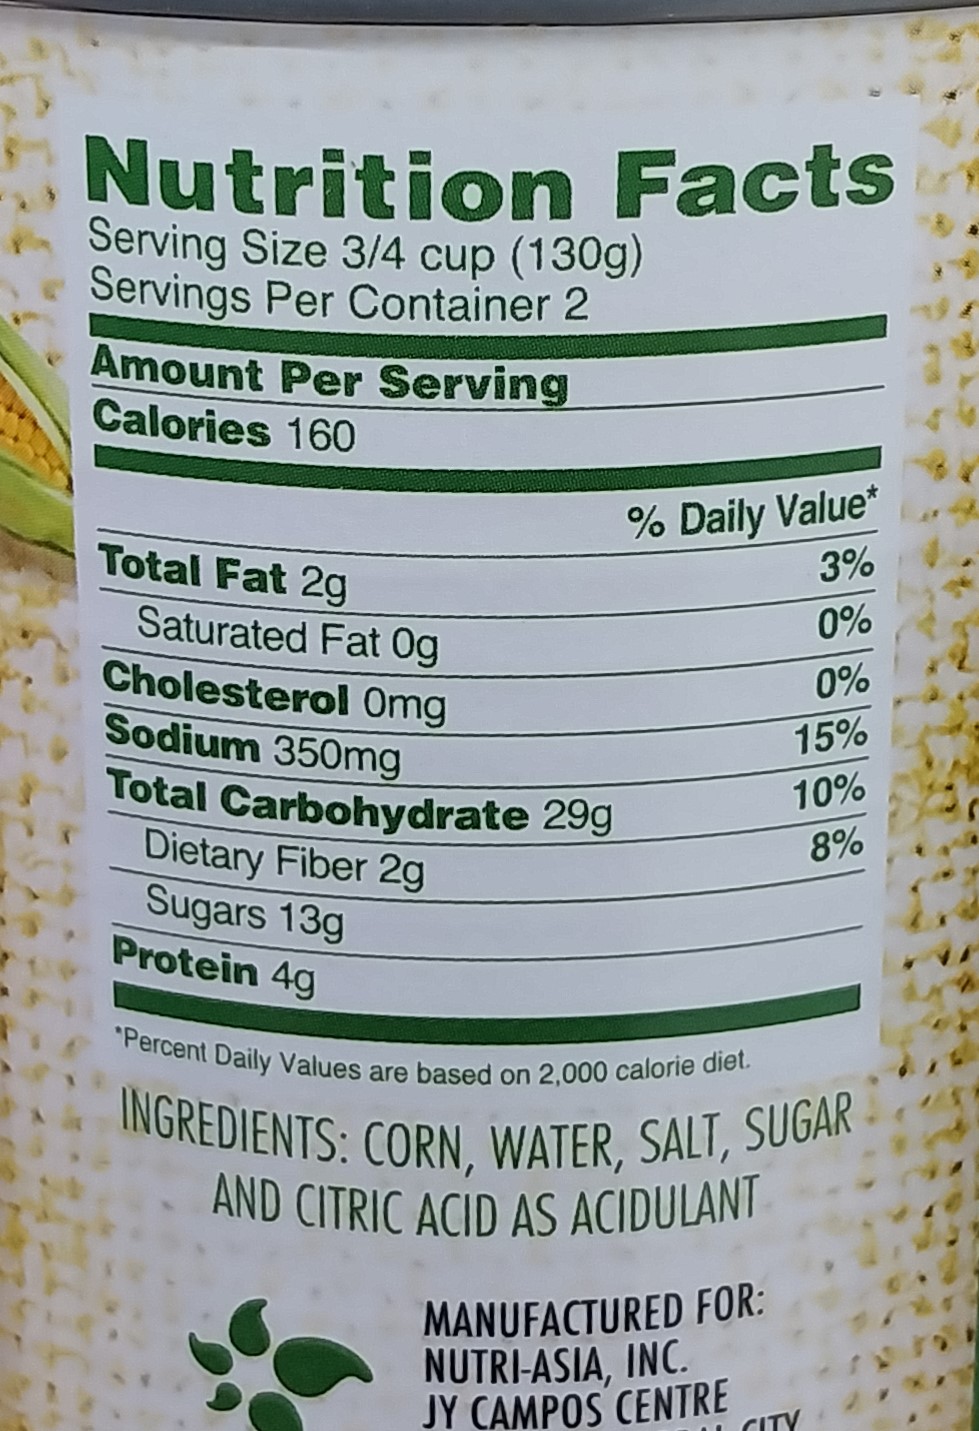 Nutrition Facts
Serving Size 3/4 cup (130g)
Servings Per Container 2
Amount Per Serving
Calories 160
% Daily Value*
Total Fat 2g 3%
Saturated Fat 0g 0%
Cholesterol 0mg 0%
Sodium 350mg 15%
Total Carbohydrate 29g 10%
Dietary Fiber 2g 8%
Sugars 13g
Protein 4g
*Percent Daily Values are based on 2,000 calorie diet.
INGREDIENTS: CORN, WATER, SALT, SUGAR
AND CITRIC ACID AS ACIDULANT
MANUFACTURED FOR:
NUTRI-ASIA, INC.
JY CAMPOS CENTRE
CITY